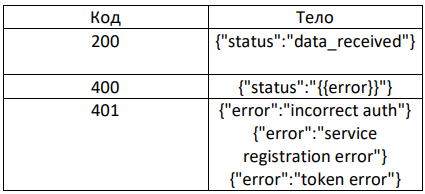 Код Тело
200 {"status":"data_received"}
400 {"status":"{{error}}"}
401 {"error":"incorrect auth"}
{"error":"service
registration error"}
{"error":"token error"}